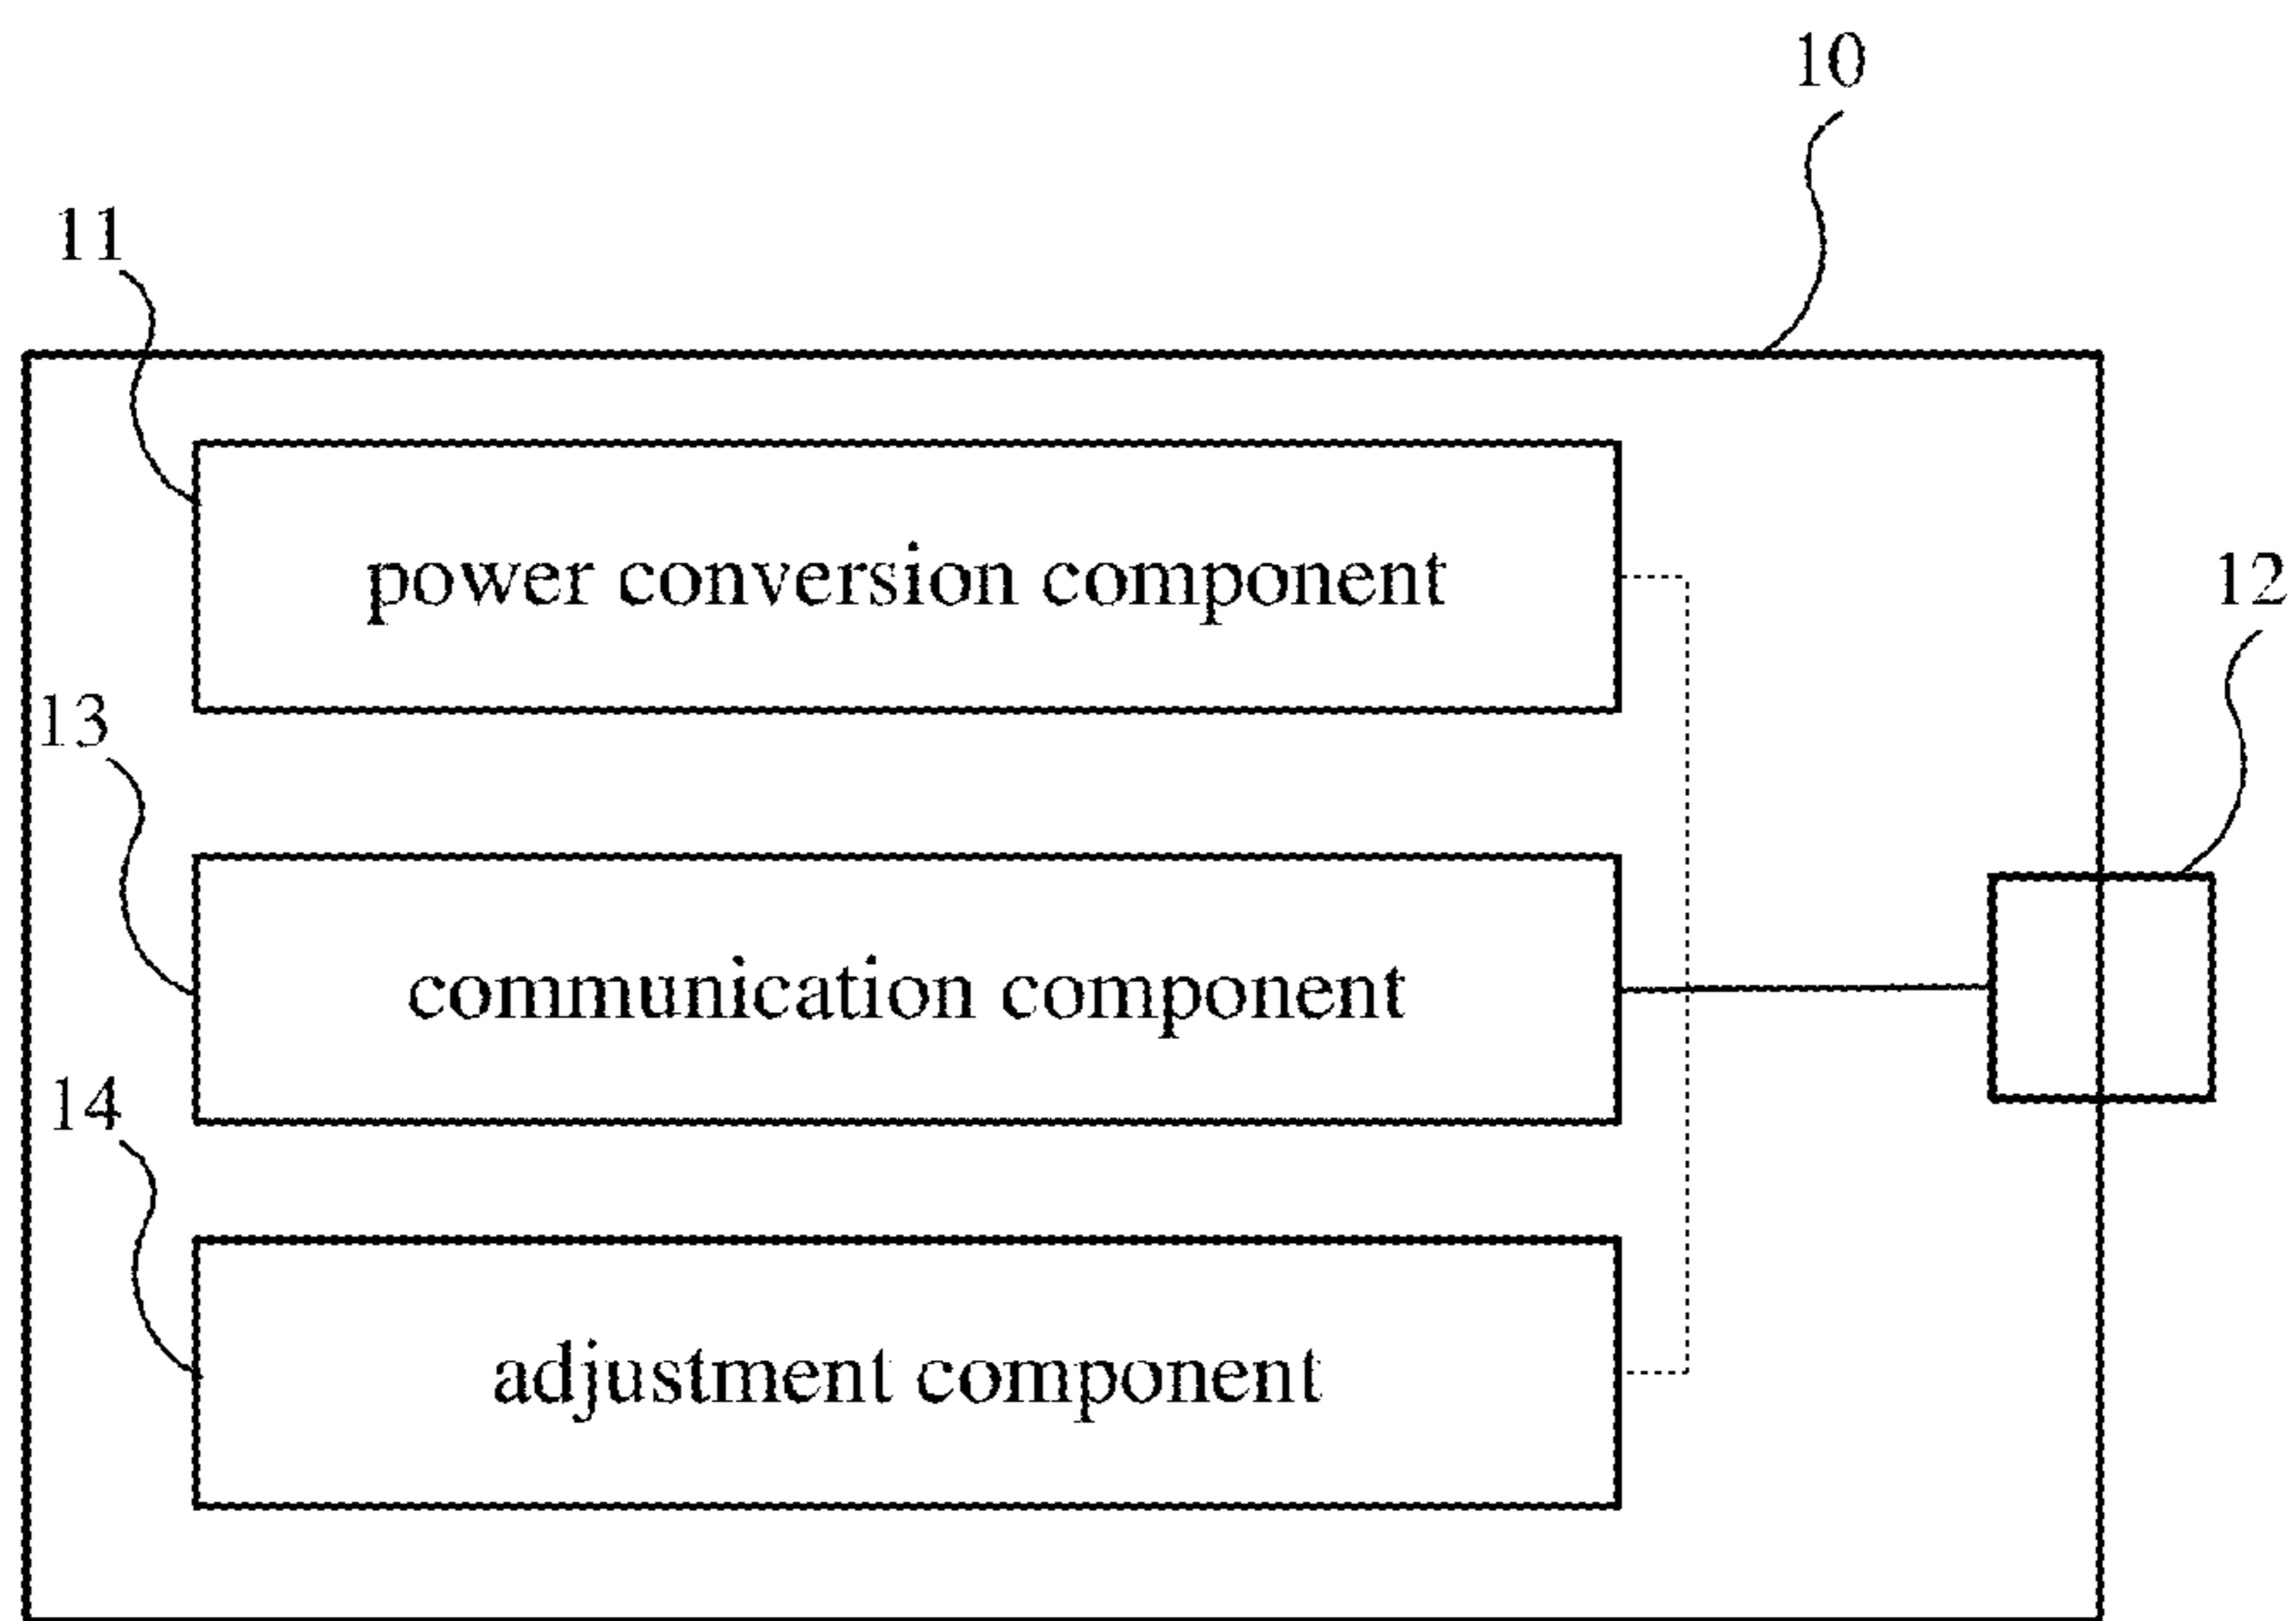 10
11
power conversion component
12
13
communication component
14
adjustment component